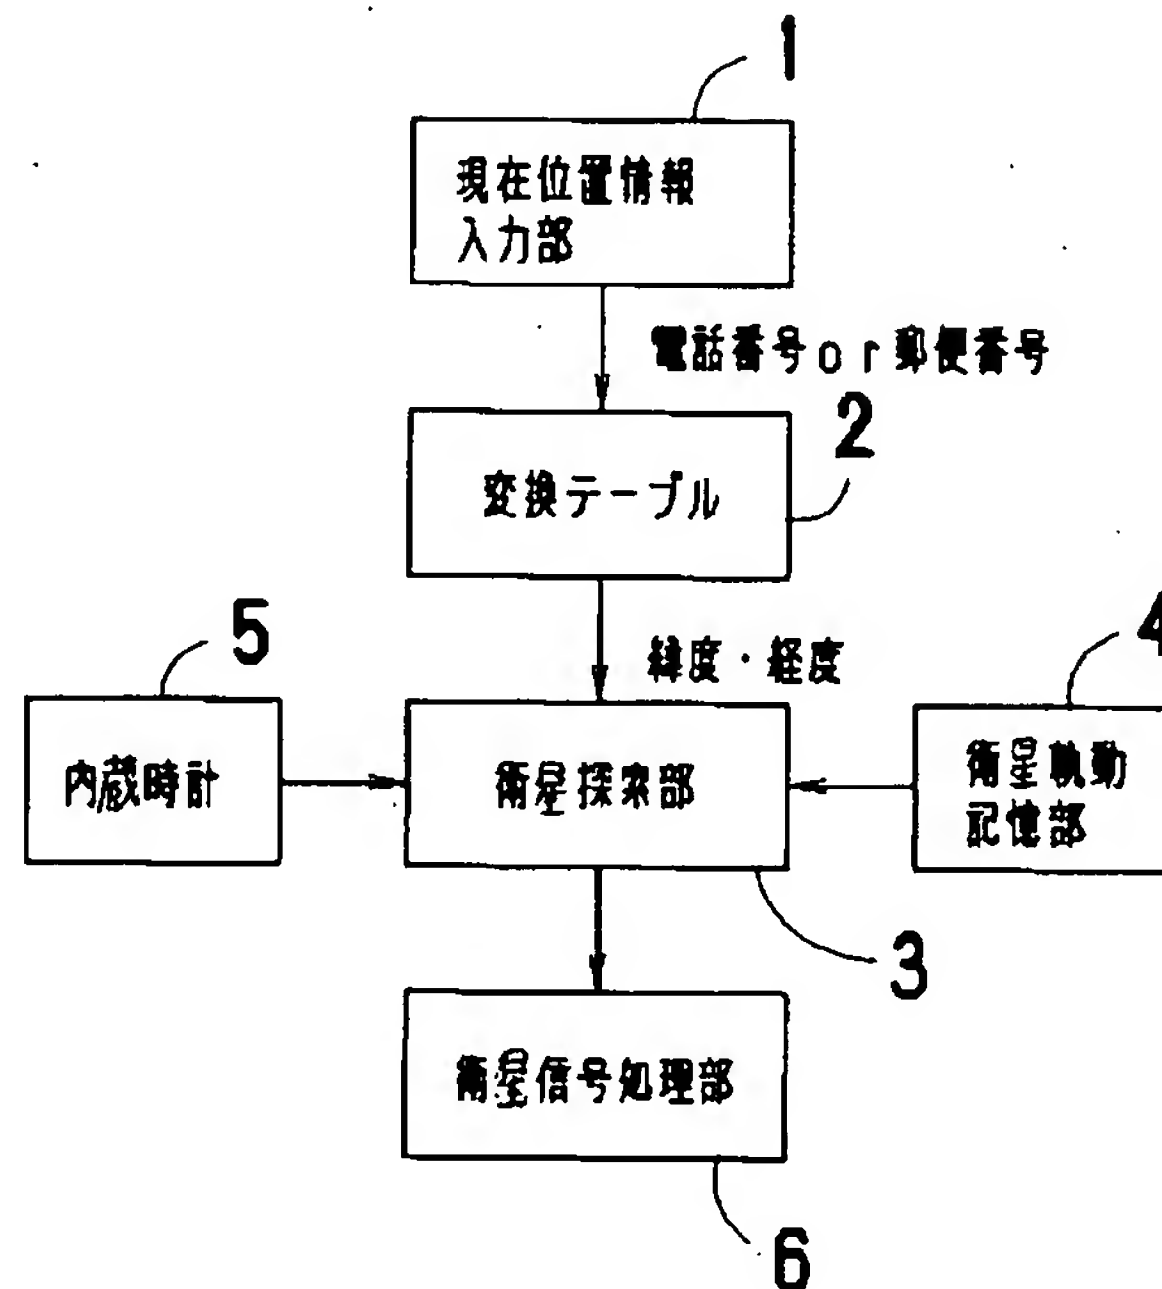 1
現在位置情報
入力部
電話番号or郵便番号
2
変換テーブル
緯度・経度
5
4
内蔵時計
衛星探索部
衛星軌動
記憶部
3
衛星信号処理部
6